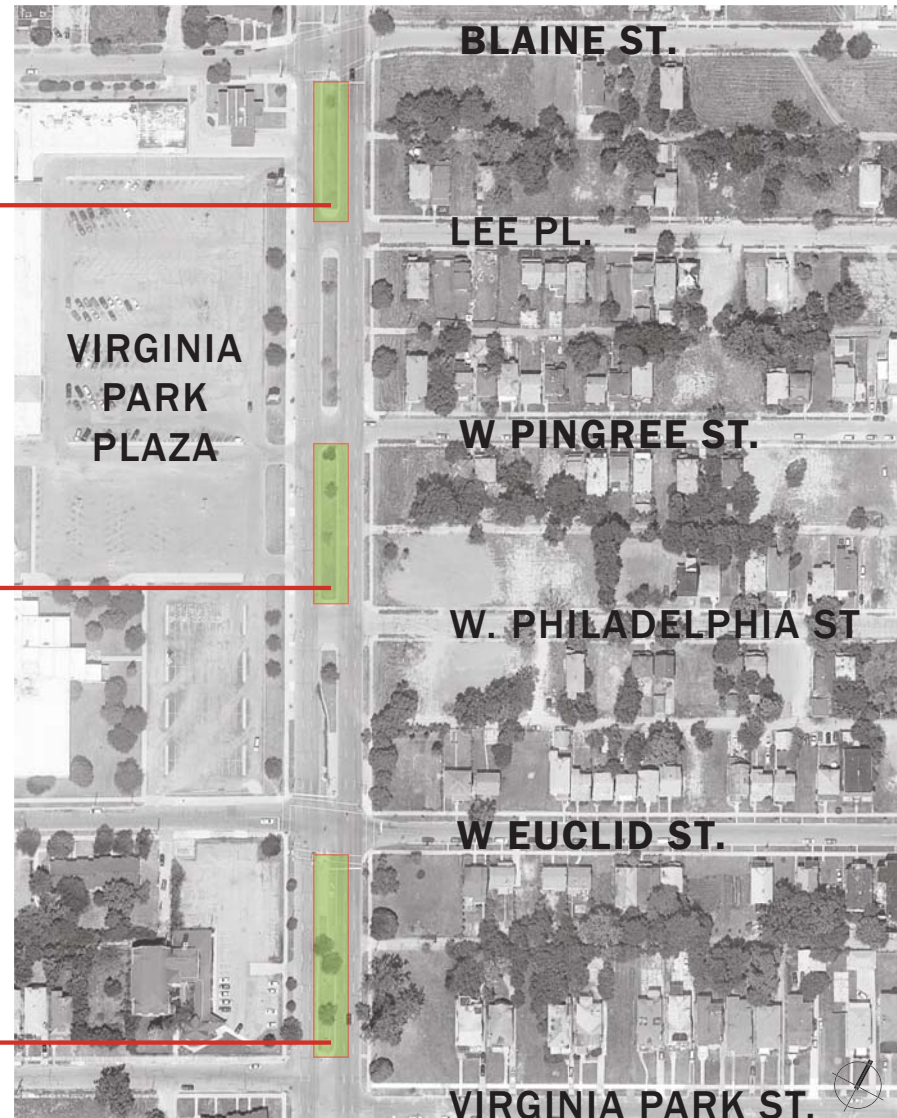 BLAINE ST.
LEE PL.
VIRGINIA
PARK
PLAZA
W PINGREE ST.
W. PHILADELPHIA ST
W EUCLID ST.
VIRGINIA PARK ST.